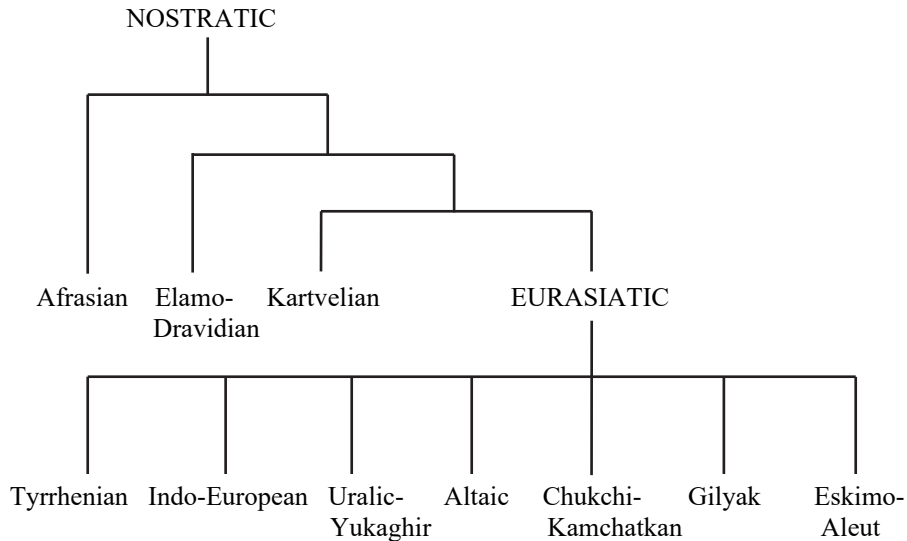 NOSTRATIC
Afrasian Elamo- Kartvelian EURASIATIC
Dravidian
Tyrrhenian Indo-European Uralic- Altaic Chukchi- Gilyak Eskimo-
Yukaghir Kamchatkan Aleut